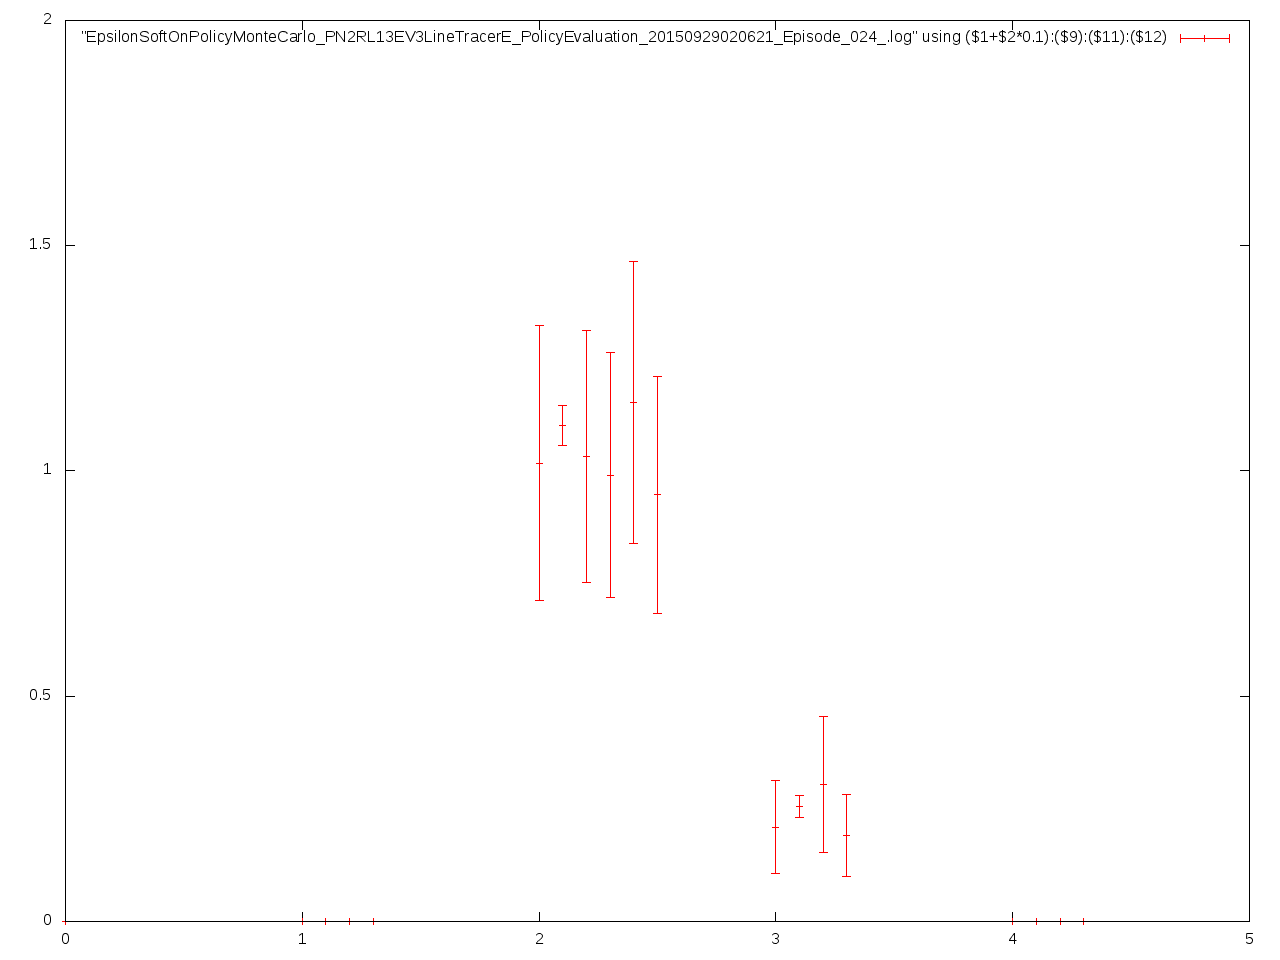 2
"EpsilonSoftOnPolicyMonteCarlo_PN2RL13EV3LineTracerE_PolicyEvaluation_20150929020621_Episode_024_.log" using ($1+$2*0.1):($9):($11):($12)
1.5
1
0.5
0
0 1 2 3 4 5